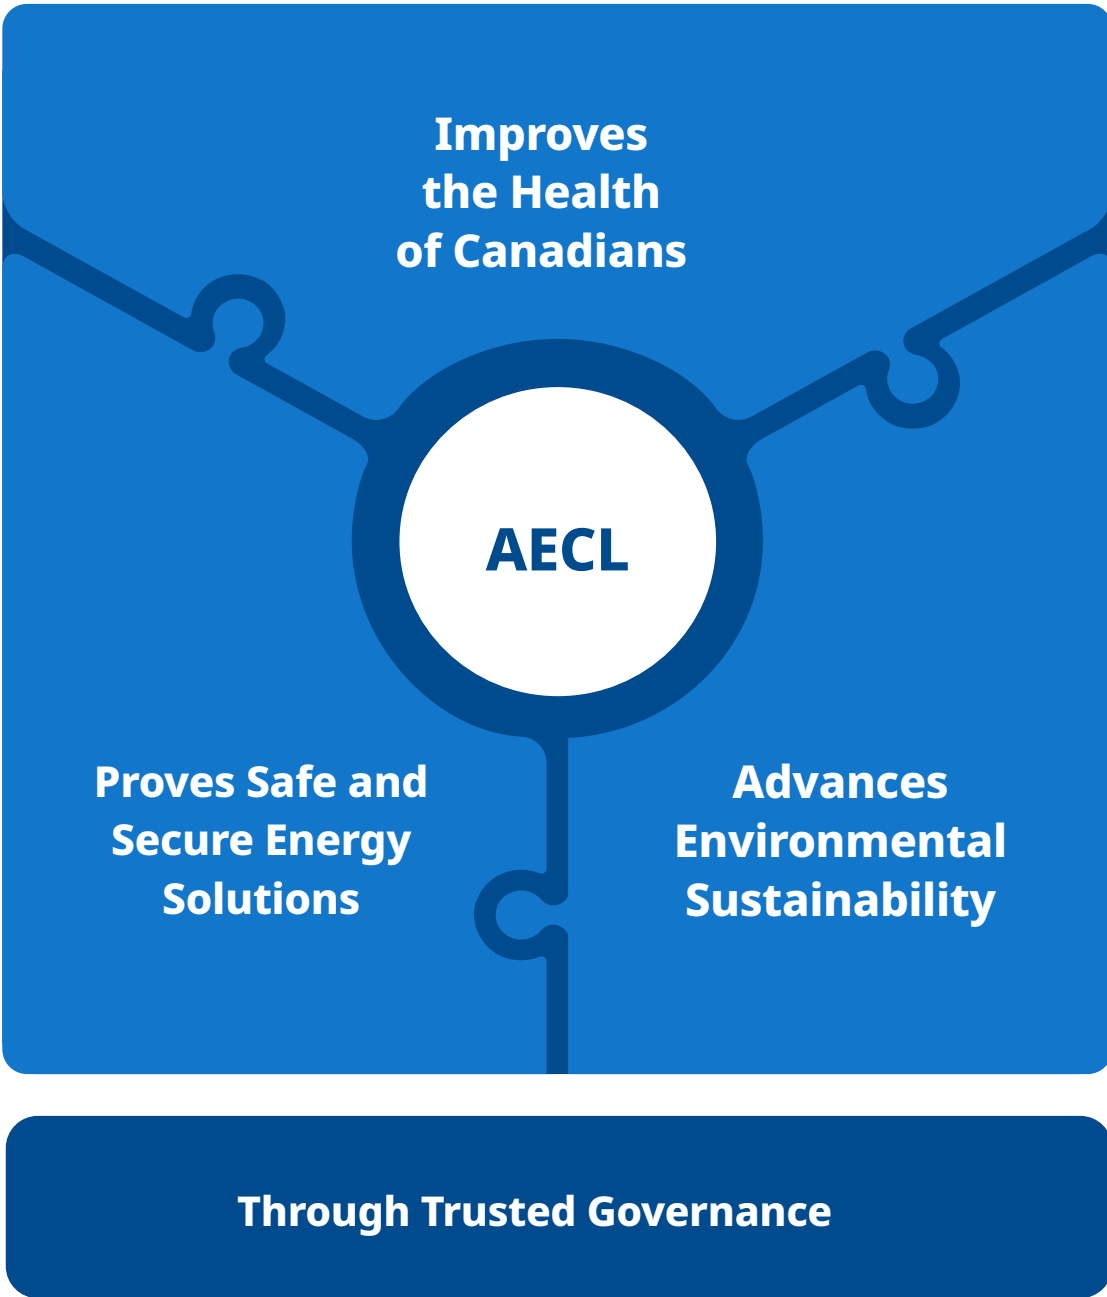 Improves
the Health
of Canadians
AECL
Proves Safe and
Secure Energy
Solutions
Advances
Environmental
Sustainability
Through Trusted Governance